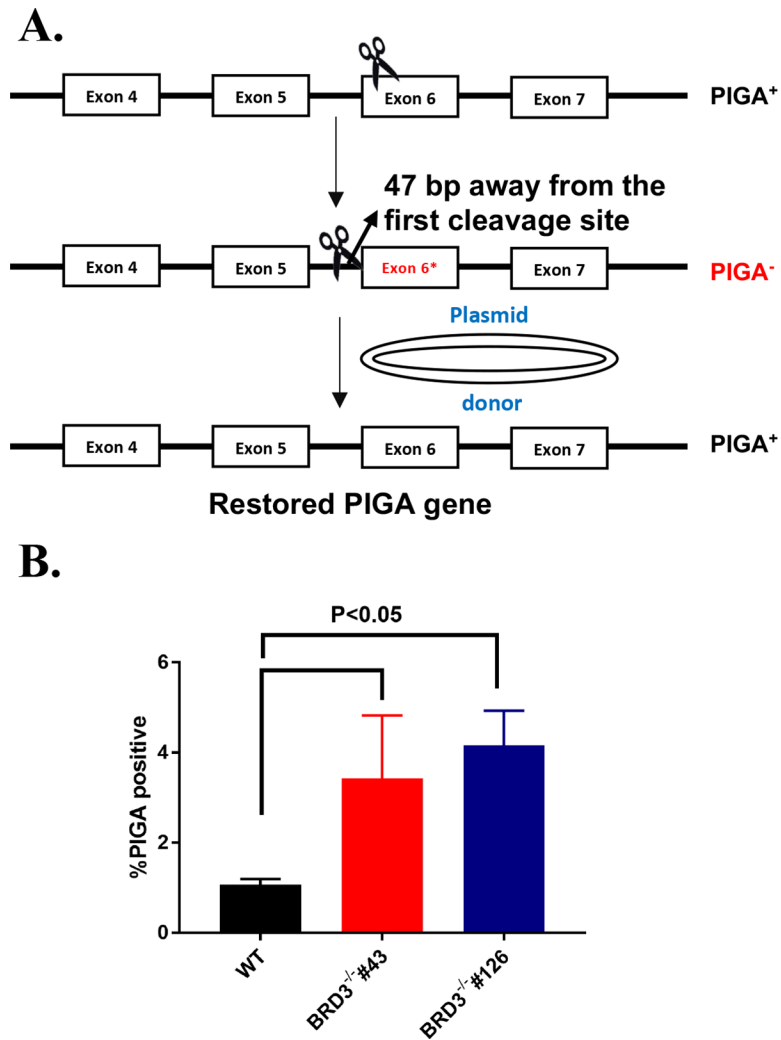 A.
Exon 4 Exon 5 Exon 6 Exon 7 PIGA+
47 bp away from the
first cleavage site
Exon 4 Exon 5 Exon 6* Exon 7 PIGA-
Plasmid
donor
Exon 4 Exon 5 Exon 6 Exon 7 PIGA+
Restored PIGA gene
B.
P<0.05
%PIGA positive
6
4
2
0
WT
BRD3-/-#43
BRD3-/-#126